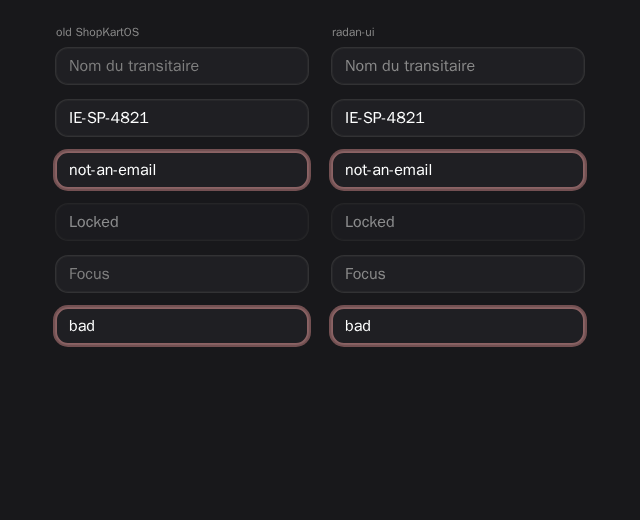 old ShopKartOS
radan-ui
Nom du transitaire
Nom du transitaire
IE-SP-4821
IE-SP-4821
not-an-email
not-an-email
Locked
Locked
Focus
Focus
bad
bad